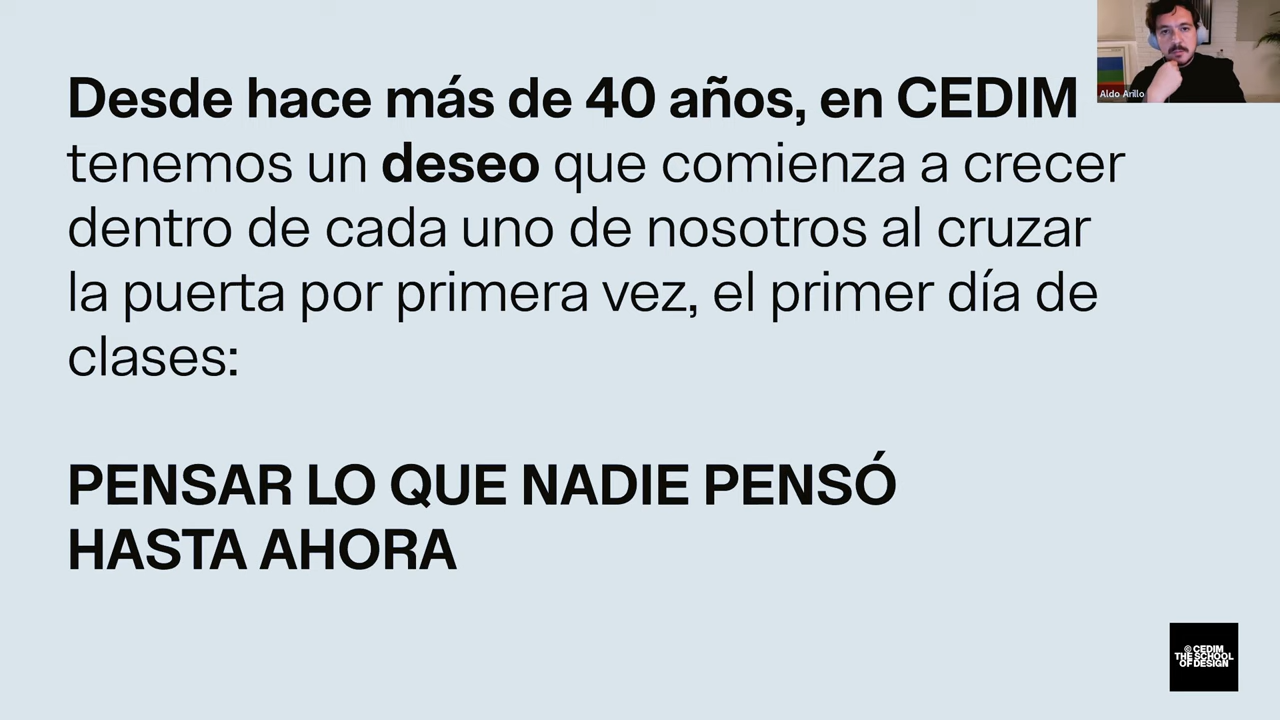 Desde hace más de 40 años, en CEDIM
tenemos un deseo que comienza a crecer
dentro de cada uno de nosotros al cruzar
la puerta por primera vez, el primer día de
clases:
PENSAR LO QUE NADIE PENSÓ
HASTA AHORA
Aldo Arillo
© CEDIM
THE SCHOOL
OF DESIGN